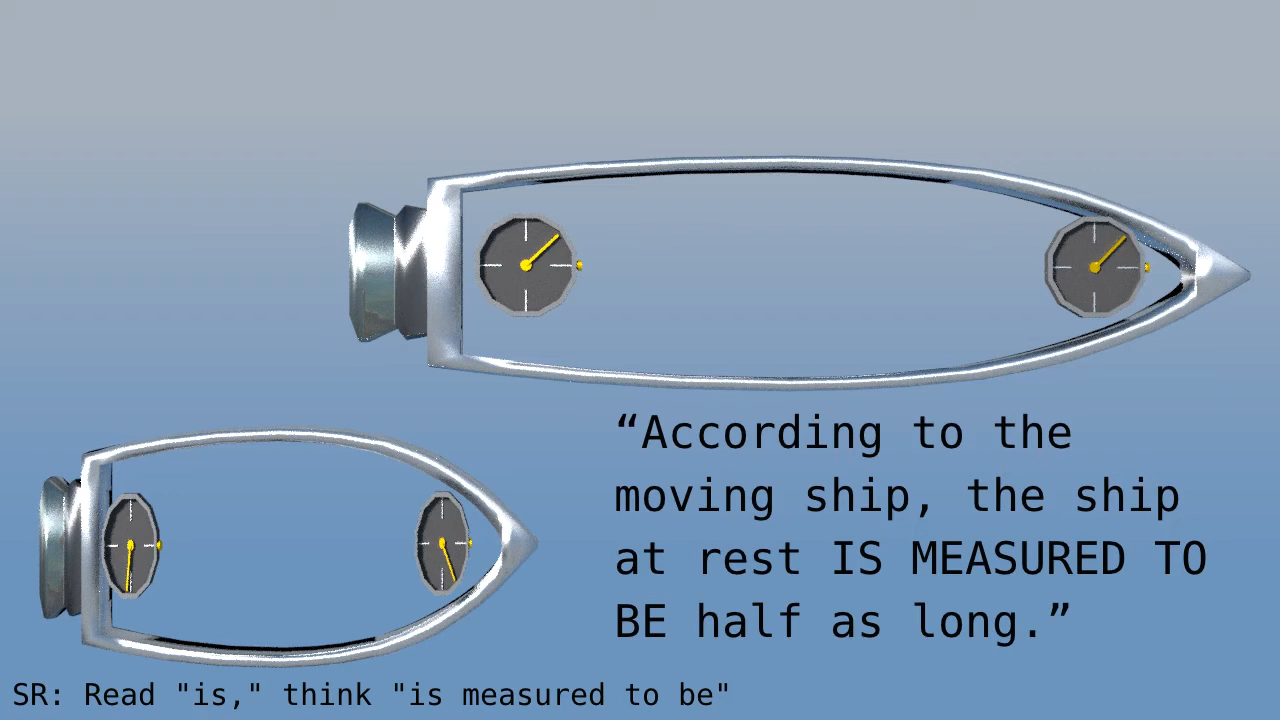 “According to the
moving ship, the ship
at rest IS MEASURED TO
BE half as long.”
SR: Read "is," think "is measured to be"